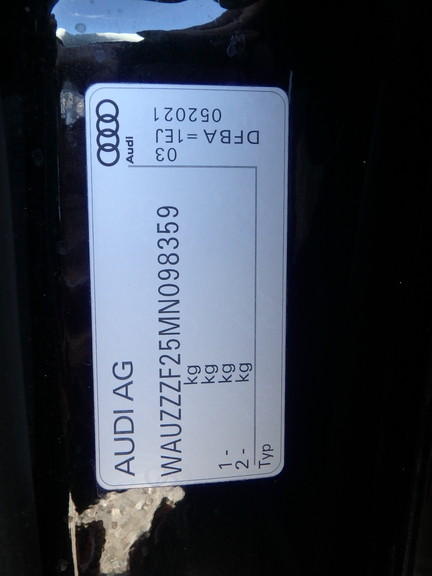 AUDI AG
Audi
WAUZZZF25MN098359
kg
kg
1 - kg
2 - kg
Typ
052021
DFBA =1EJ
03